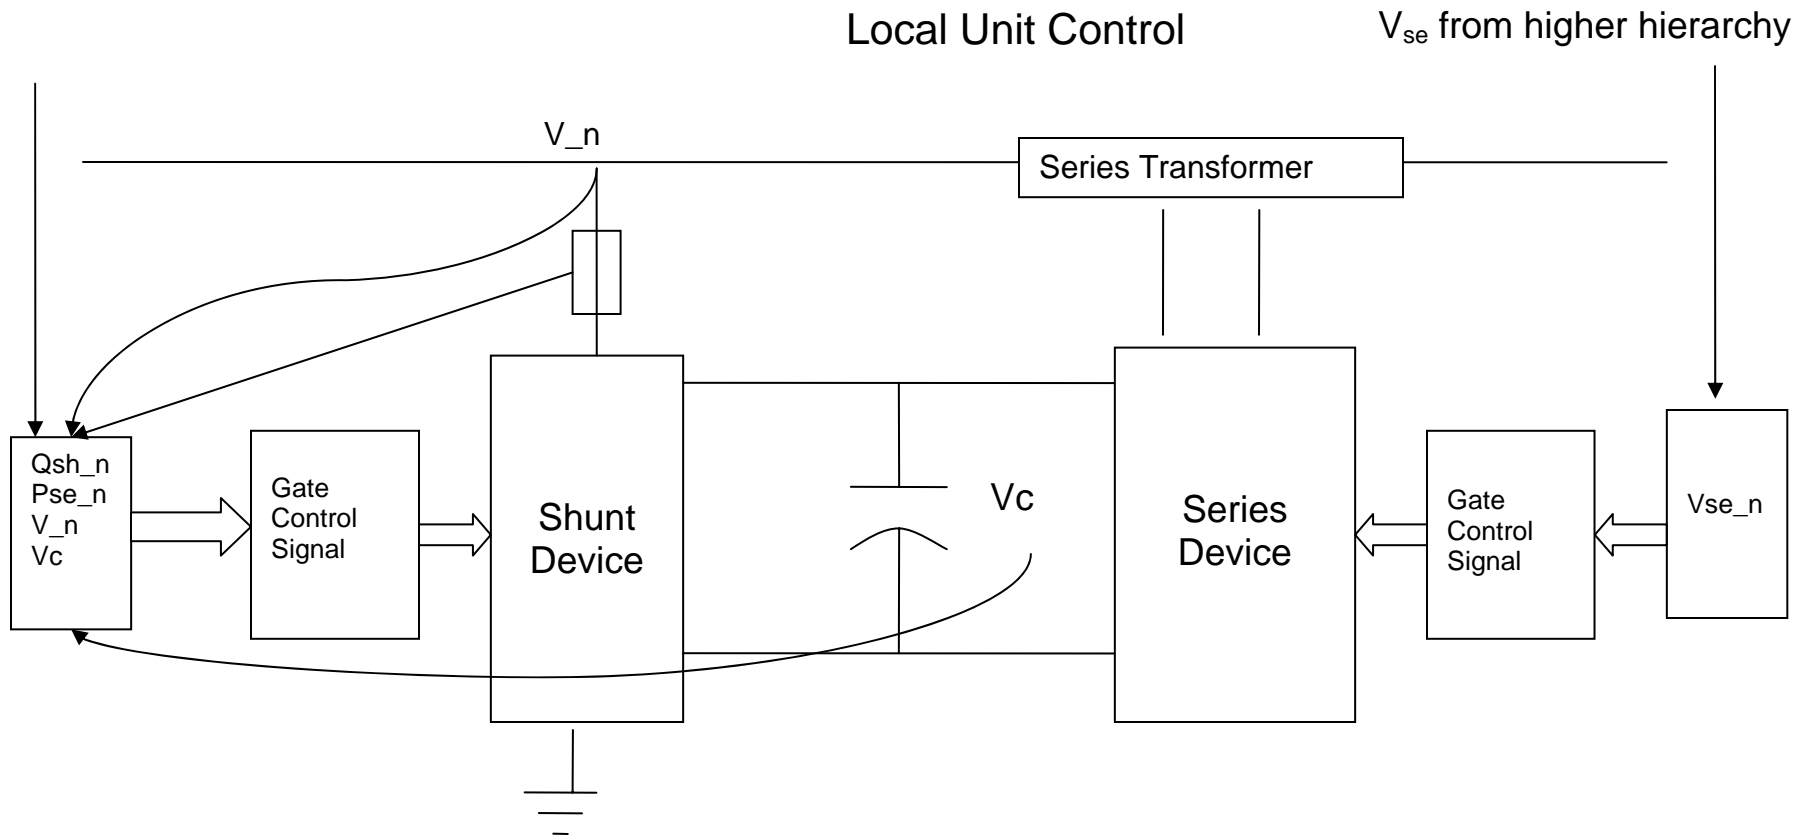 Local Unit Control
Vse from higher hierarchy
V_n
Series Transformer
Qsh_n
Pse_n
V_n
Vc
Gate
Control
Signal
Shunt
Device
Vc
Series
Device
Gate
Control
Signal
Vse_n